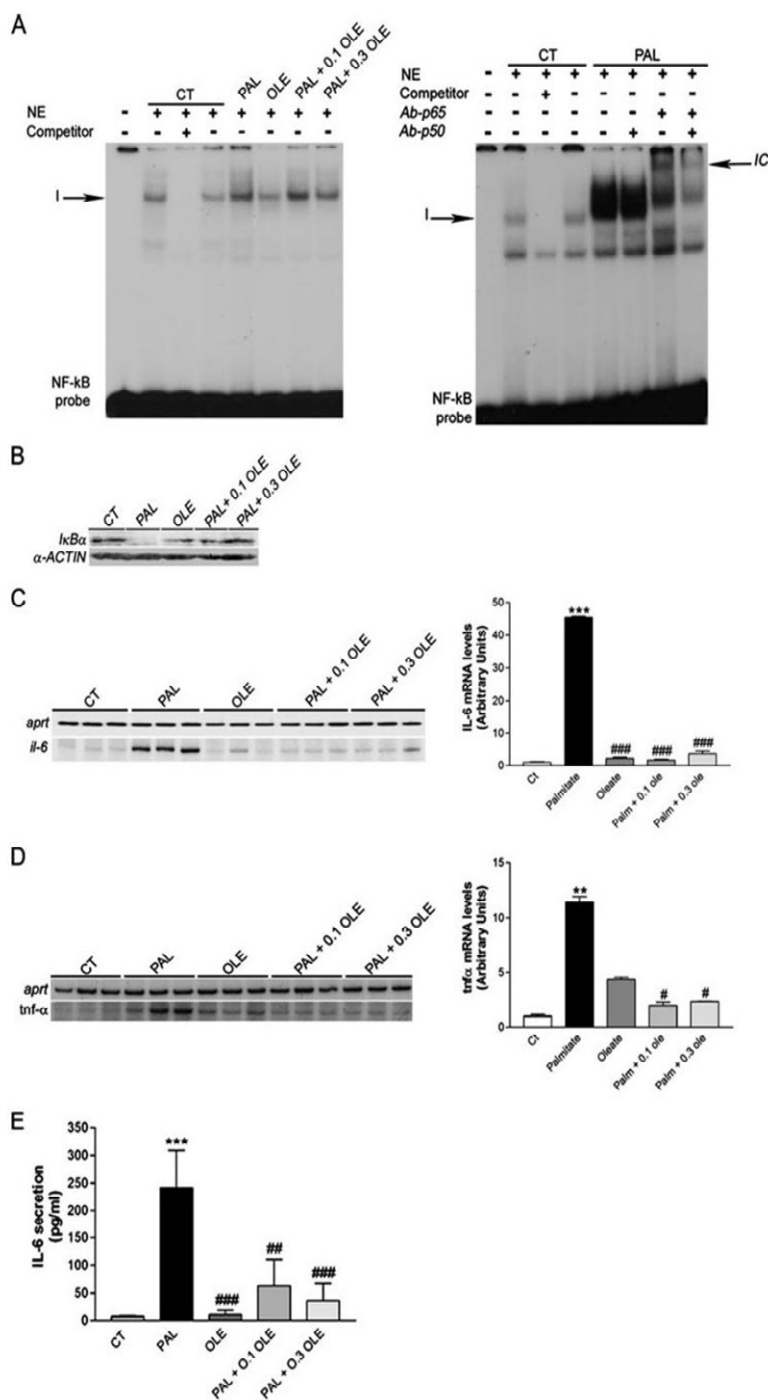 A
CT PAL OLE PAL + 0.1 OLE PAL + 0.3 OLE
NE - + + + + + + +
Competitor - - + - - - - -
I
NF-kB
probe
CT PAL
NE - + + + + + + +
Competitor - - + - - - - -
Ab-p65 - - - - - - + +
Ab-p50 - - - - - + - +
IC
I
NF-kB
probe
B
CT PAL OLE PAL + 0.1 OLE PAL + 0.3 OLE
IκBα
α-ACTIN
C
CT PAL OLE PAL + 0.1 OLE PAL + 0.3 OLE
aprt
il-6
IL-6 mRNA levels
(Arbitrary Units)
50
40
30
20
10
0
***
###
###
###
Ct Palmitate Oleate Palm + 0.1 ole Palm + 0.3 ole
D
CT PAL OLE PAL + 0.1 OLE PAL + 0.3 OLE
aprt
tnf-α
tnfα mRNA levels
(Arbitrary Units)
15
10
5
0
**
#
#
Ct Palmitate Oleate Palm + 0.1 ole Palm + 0.3 ole
E
IL-6 secretion
(pg/ml)
350
300
250
200
150
100
50
0
***
###
##
###
CT PAL OLE PAL + O.1 OLE PAL + O.3 OLE